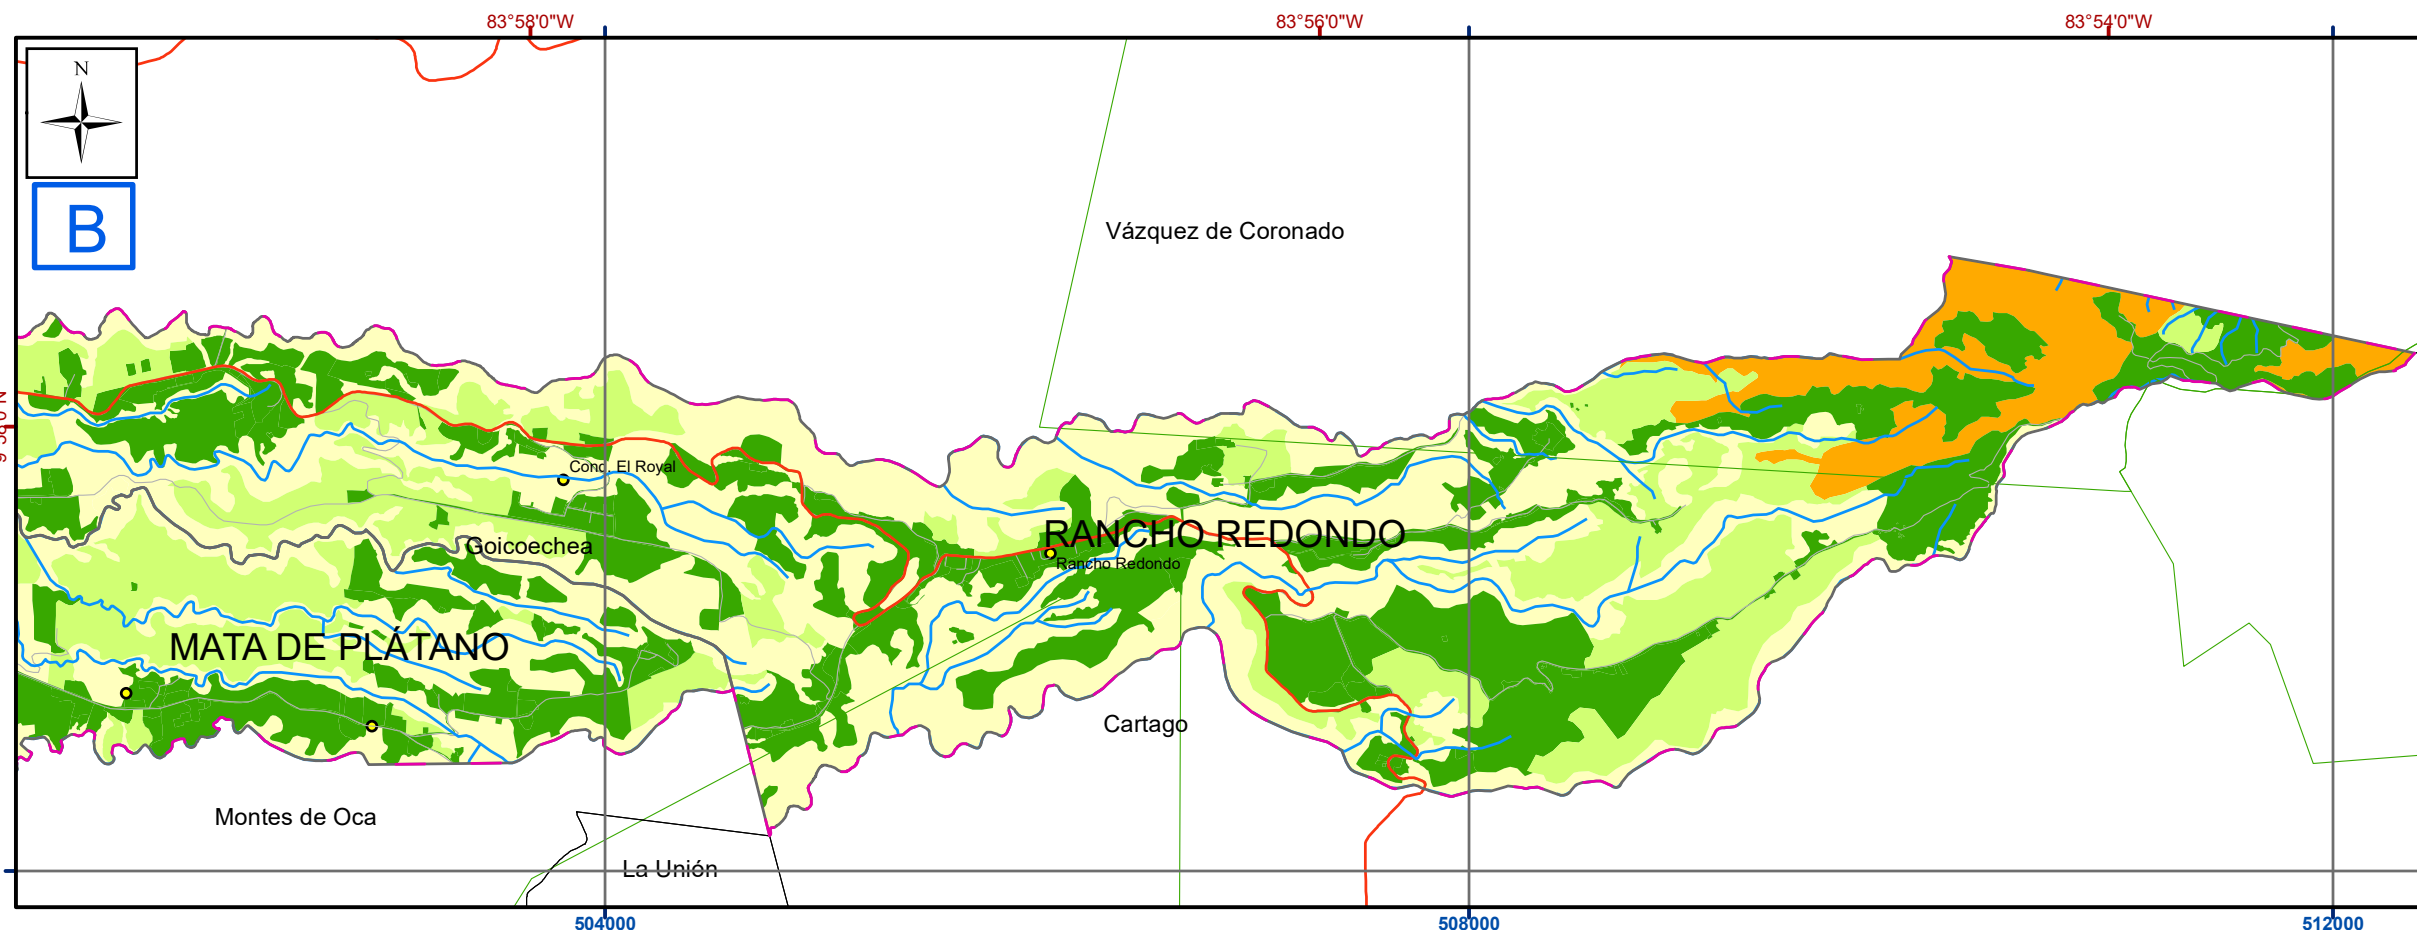 83°58'0"W
83°56'0"W
83°54'0"W
N
B
Vázquez de Coronado
Cond. El Royal
RANCHO REDONDO
Goicoechea
Rancho Redondo
MATA DE PLÁTANO
Cartago
Montes de Oca
La Unión
504000
508000
512000